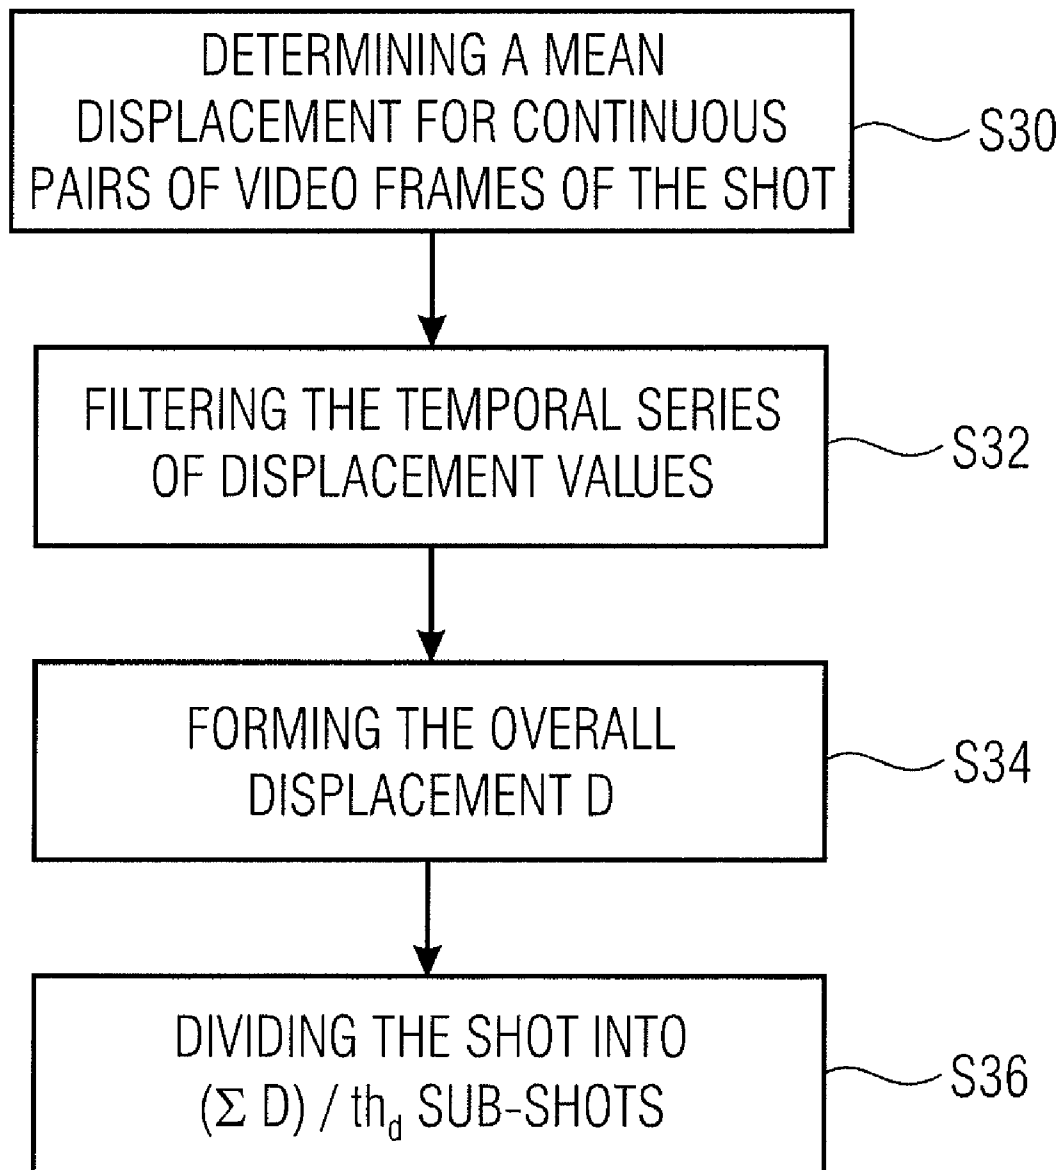 DETERMINING A MEAN
DISPLACEMENT FOR CONTINUOUS
PAIRS OF VIDEO FRAMES OF THE SHOT
S30
FILTERING THE TEMPORAL SERIES
OF DISPLACEMENT VALUES
S32
FORMING THE OVERALL
DISPLACEMENT D
S34
DIVIDING THE SHOT INTO
(Σ D) / th_d SUB-SHOTS
S36